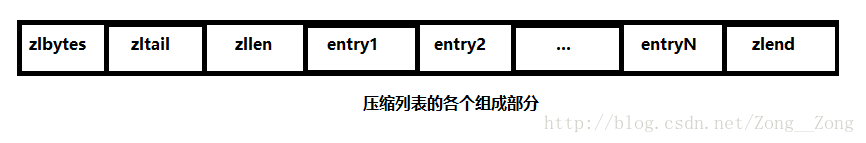 zlbytes zltail zllen entry1 entry2 ... entryN zlend
压缩列表的各个组成部分
http://blog.csdn.net/Zong__Zong